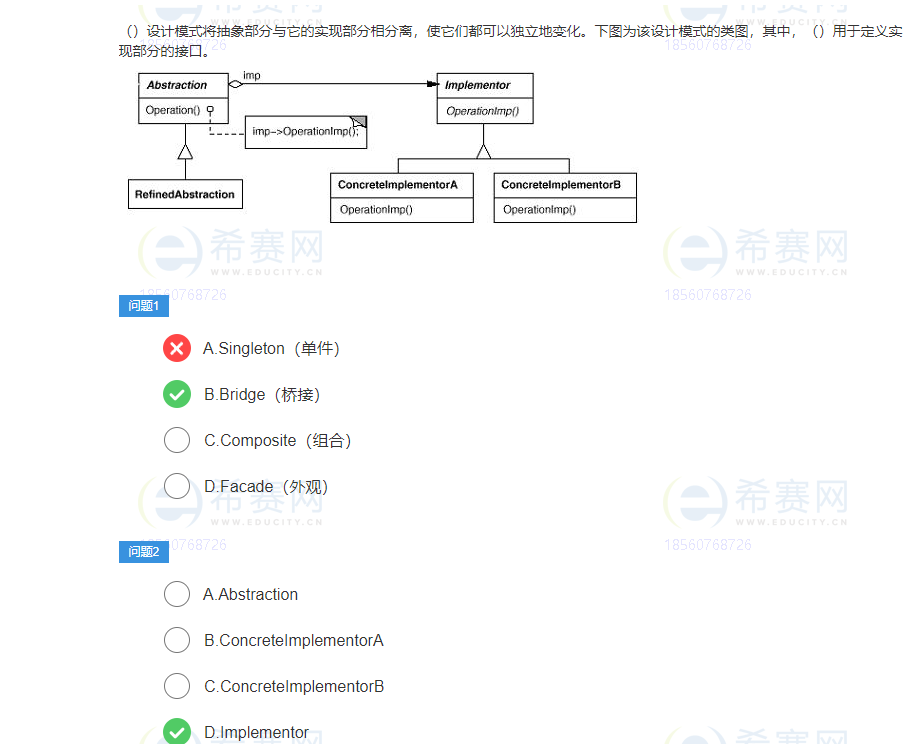 （）设计模式将抽象部分与它的实现部分相分离，使它们都可以独立地变化。下图为该设计模式的类图，其中，（）用于定义实
现部分的接口。
imp
Abstraction
Implementor
Operation()
OperationImp()
imp->OperationImp();
RefinedAbstraction
ConcreteImplementorA
ConcreteImplementorB
OperationImp()
OperationImp()
希赛网
希赛网
WWW.EDUCITY.CN
WWW.EDUCITY.CN
18560768726
18560768726
问题1
A.Singleton（单件）
B.Bridge（桥接）
C.Composite（组合）
D.Facade（外观）
希赛网
WWW.EDUCITY.CN
希赛网
WWW.EDUCITY.CN
18560768726
18560768726
问题2
A.Abstraction
B.ConcreteImplementorA
C.ConcreteImplementorB
D.Implementor